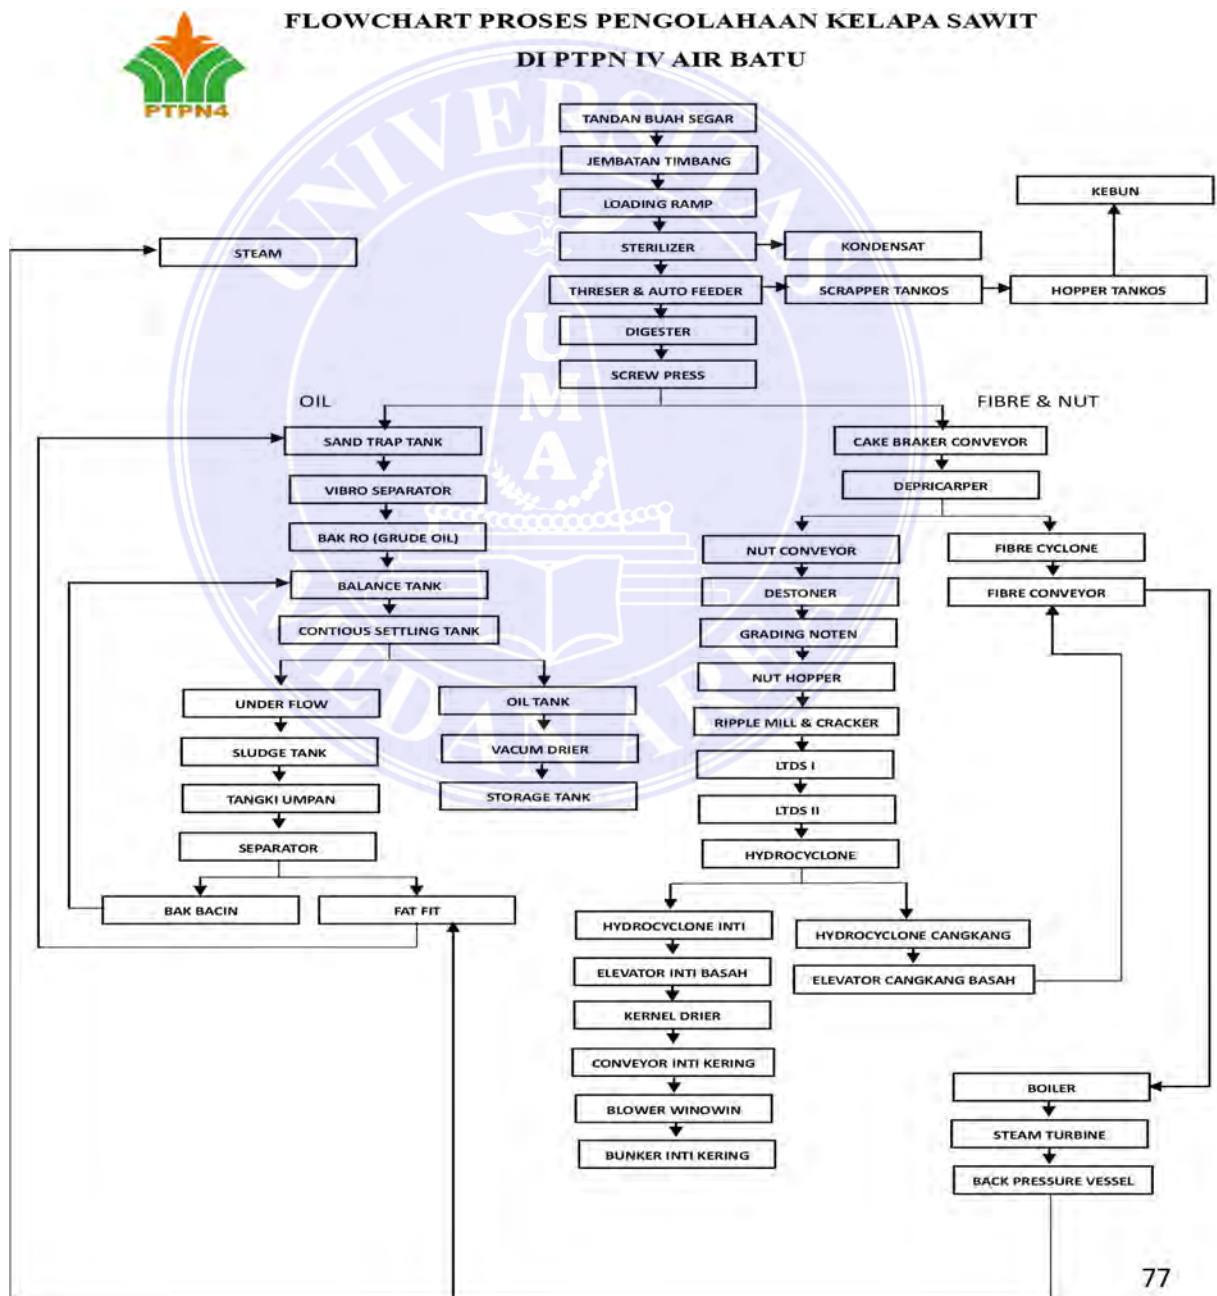 FLOWCHART PROSES PENGOLAHAAN KELAPA SAWIT
DI PTPN IV AIR BATU
PTPN4
UNIVERSITAS
MEDAN AREA
UMA
TANDAN BUAH SEGAR
JEMBATAN TIMBANG
LOADING RAMP
KEBUN
STEAM
STERILIZER
KONDENSAT
THRESER & AUTO FEEDER
SCRAPPER TANKOS
HOPPER TANKOS
DIGESTER
SCREW PRESS
OIL
FIBRE & NUT
SAND TRAP TANK
VIBRO SEPARATOR
BAK RO (GRUDE OIL)
BALANCE TANK
CONTIOUS SETTLING TANK
UNDER FLOW
SLUDGE TANK
TANGKI UMPAN
SEPARATOR
BAK BACIN
FAT FIT
OIL TANK
VACUM DRIER
STORAGE TANK
CAKE BRAKER CONVEYOR
DEPRICARPER
NUT CONVEYOR
DESTONER
GRADING NOTEN
NUT HOPPER
RIPPLE MILL & CRACKER
LTDS I
LTDS II
HYDROCYCLONE
HYDROCYCLONE INTI
ELEVATOR INTI BASAH
KERNEL DRIER
CONVEYOR INTI KERING
BLOWER WINOWIN
BUNKER INTI KERING
HYDROCYCLONE CANGKANG
ELEVATOR CANGKANG BASAH
FIBRE CYCLONE
FIBRE CONVEYOR
BOILER
STEAM TURBINE
BACK PRESSURE VESSEL
77